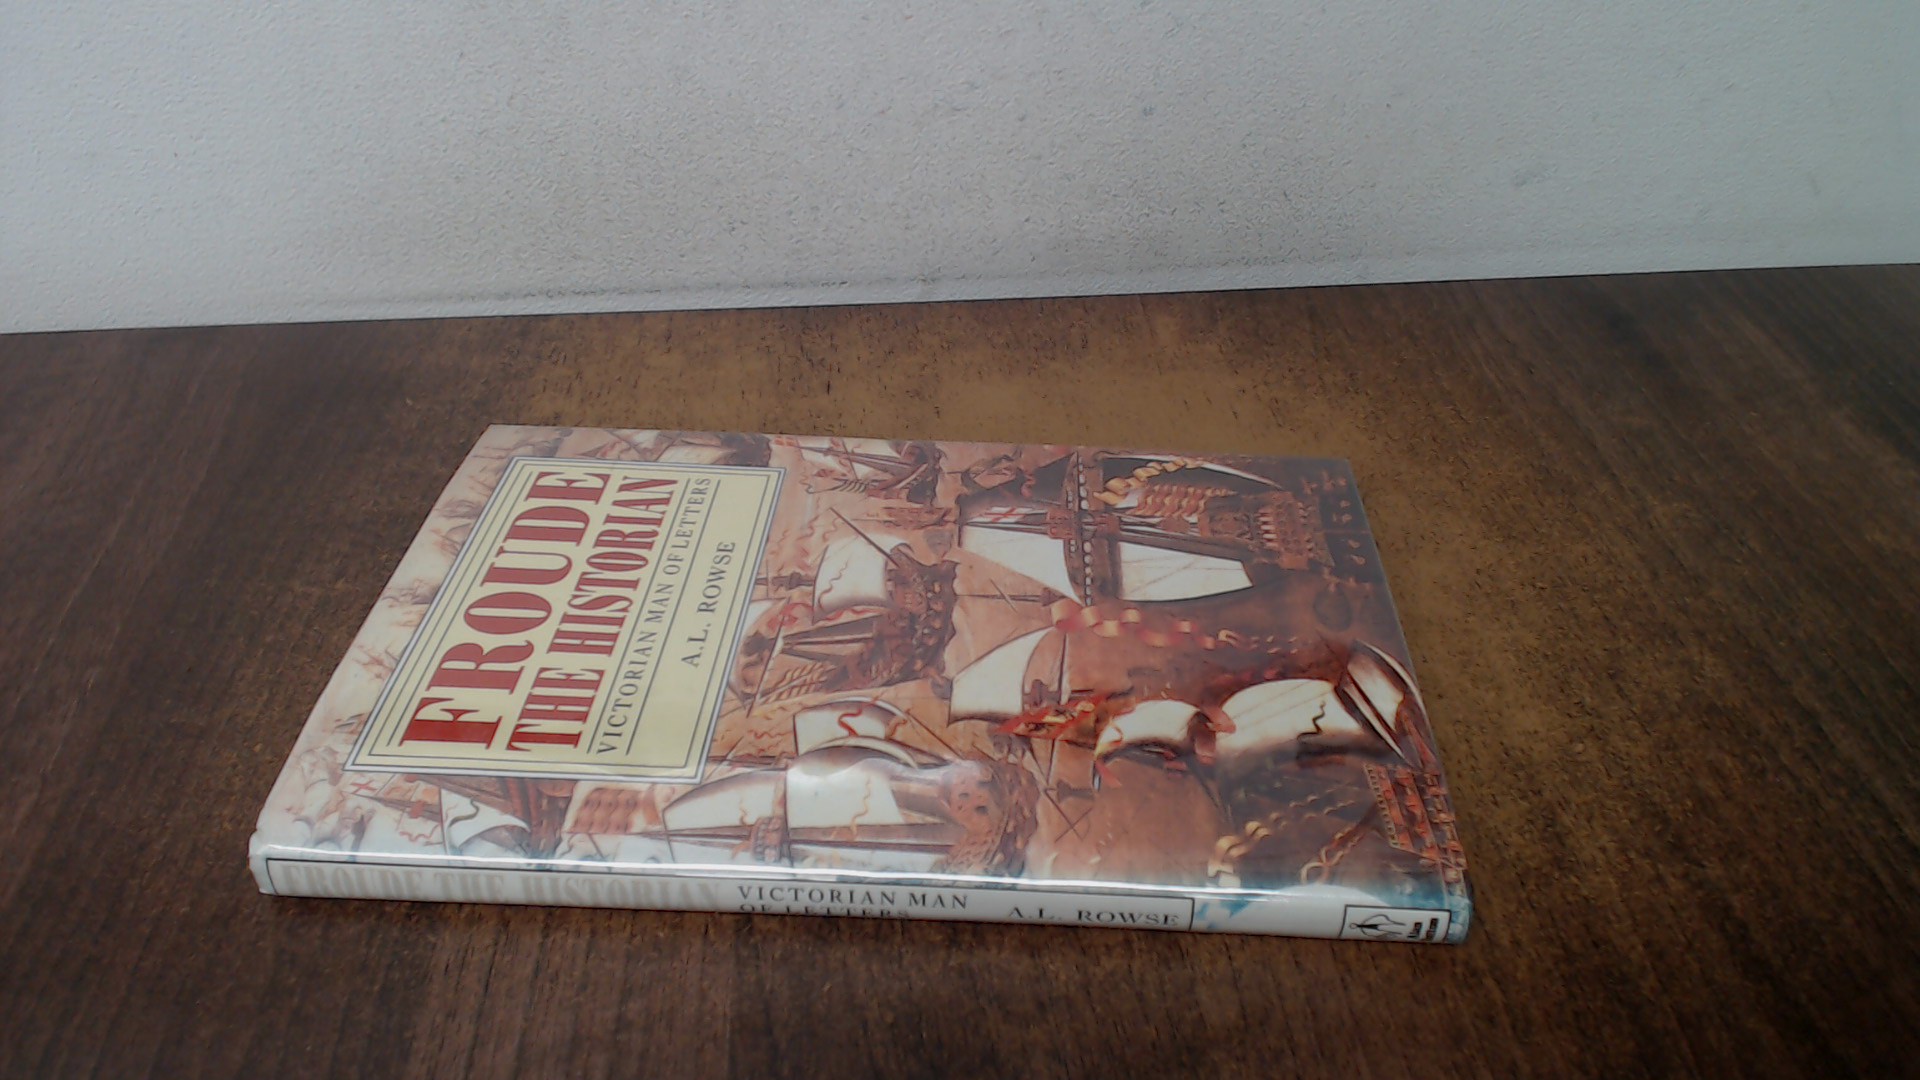 FROUDE
THE HISTORIAN
VICTORIAN MAN OF LETTERS
A.L. ROWSE
FROUDE THE HISTORIAN
VICTORIAN MAN
OF LETTERS
A.L. ROWSE